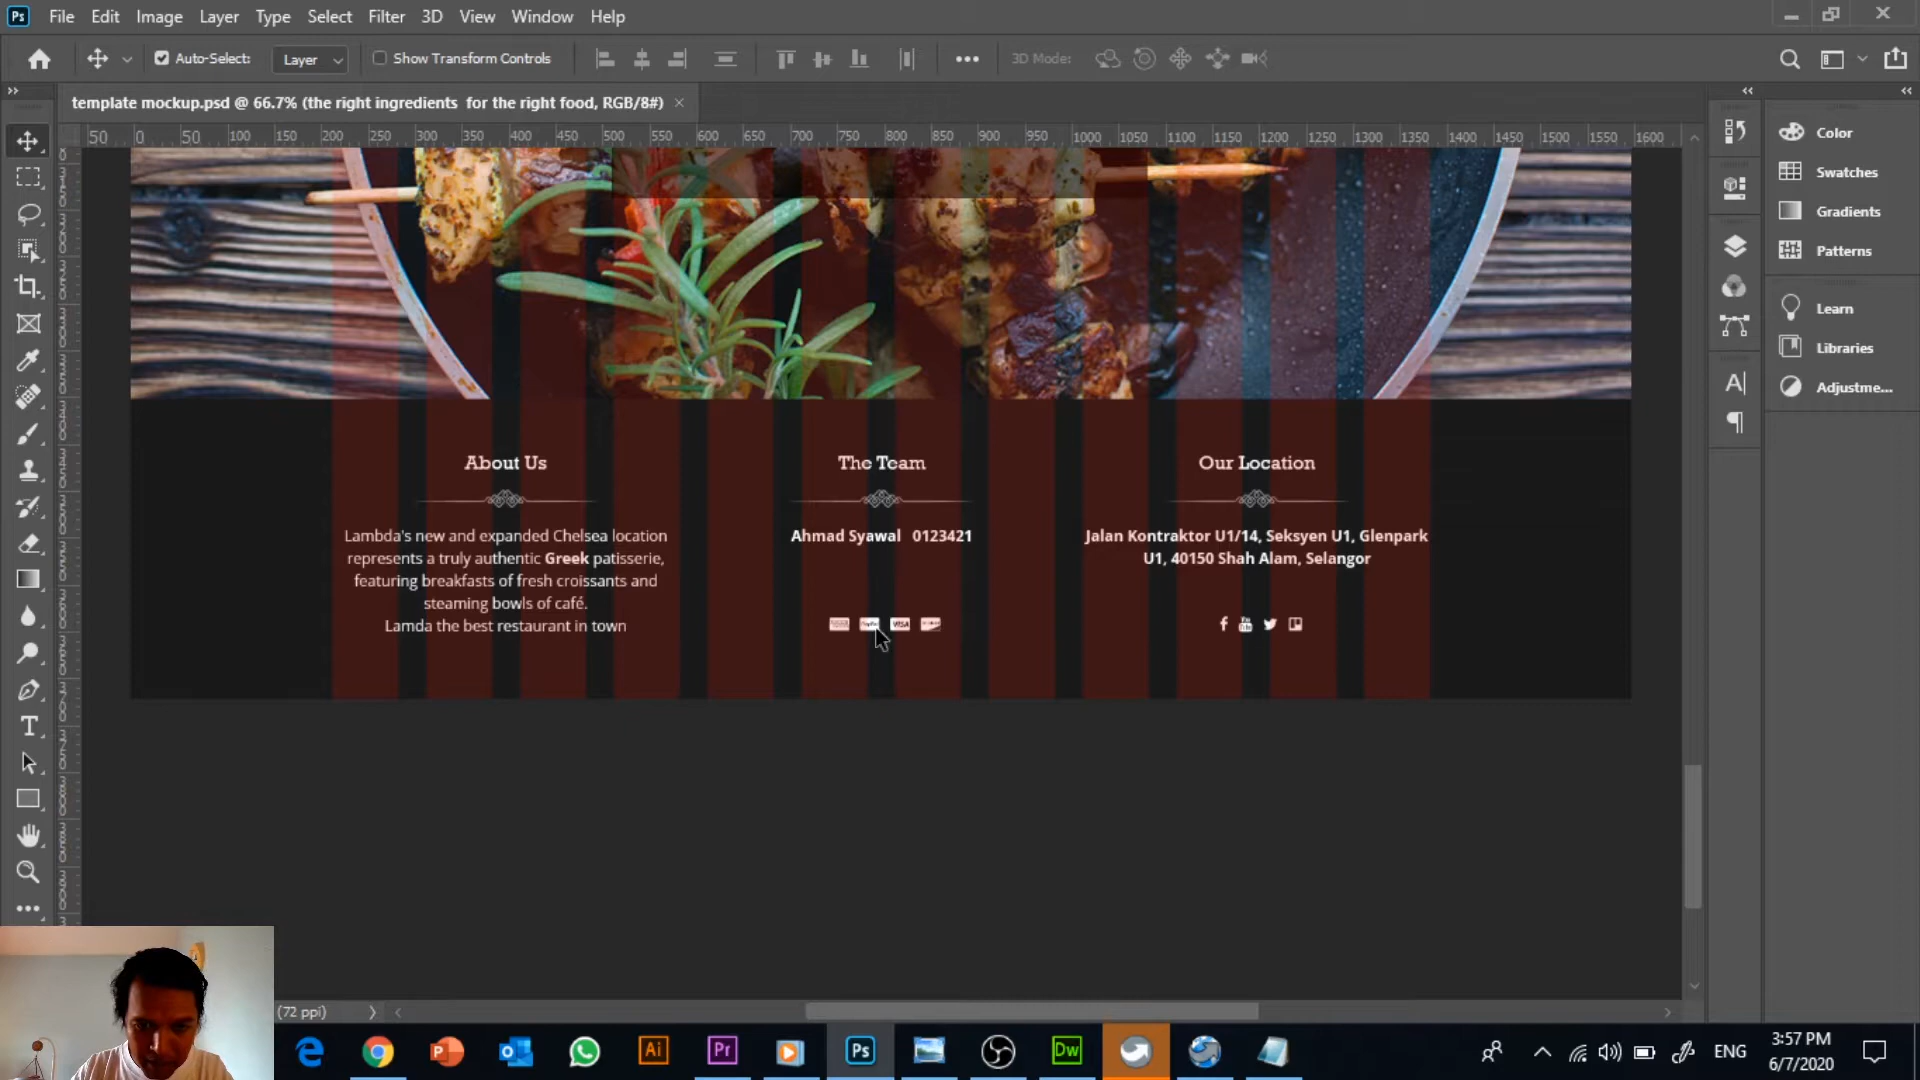 Ps File Edit Image Layer Type Select Filter 3D View Window Help
Auto-Select: Layer Show Transform Controls 3D Mode:
template mockup.psd @ 66.7% (the right ingredients for the right food, RGB/8#) ×
50 0 50 100 150 200 250 300 350 400 450 500 550 600 650 700 750 800 850 900 950 1000 1050 1100 1150 1200 1250 1300 1350 1400 1450 1500 1550 1600
Color
Swatches
Gradients
Patterns
Learn
Libraries
Adjustme...
About Us
Lambda's new and expanded Chelsea location
represents a truly authentic Greek patisserie,
featuring breakfasts of fresh croissants and
steaming bowls of café.
Lamda the best restaurant in town
The Team
Ahmad Syawal 0123421
VISA
Our Location
Jalan Kontraktor U1/14, Seksyen U1, Glenpark
U1, 40150 Shah Alam, Selangor
(72 ppi)
Ai Pr Ps Dw
ENG
3:57 PM
6/7/2020